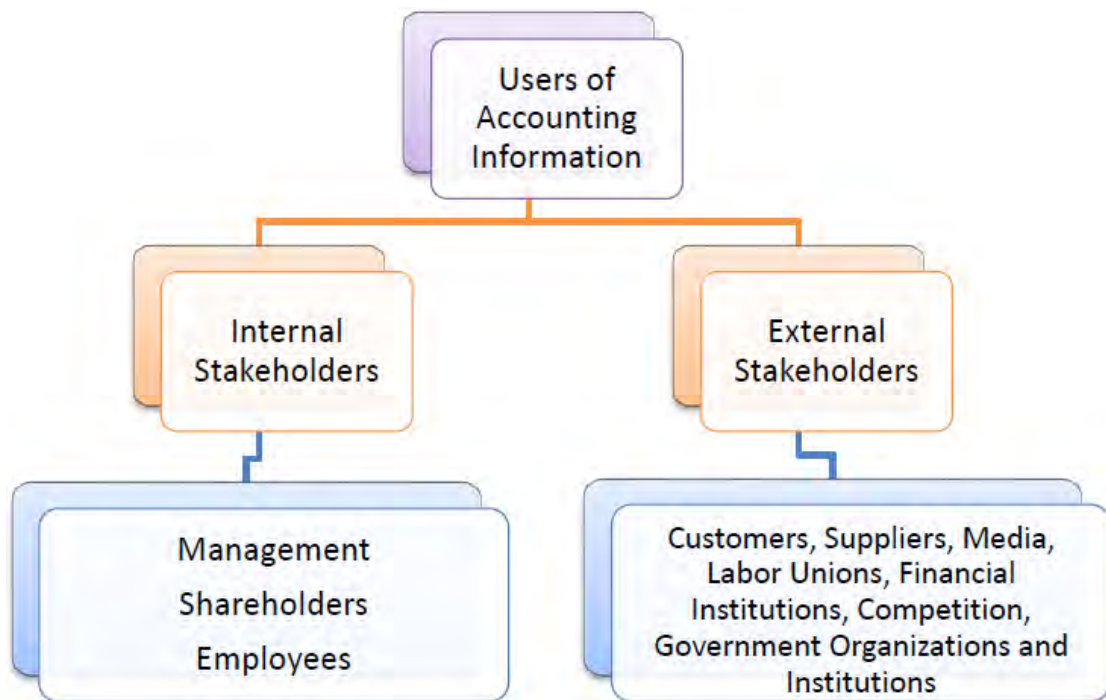 Users of
Accounting
Information
Internal
Stakeholders
External
Stakeholders
Management
Shareholders
Employees
Customers, Suppliers, Media,
Labor Unions, Financial
Institutions, Competition,
Government Organizations and
Institutions